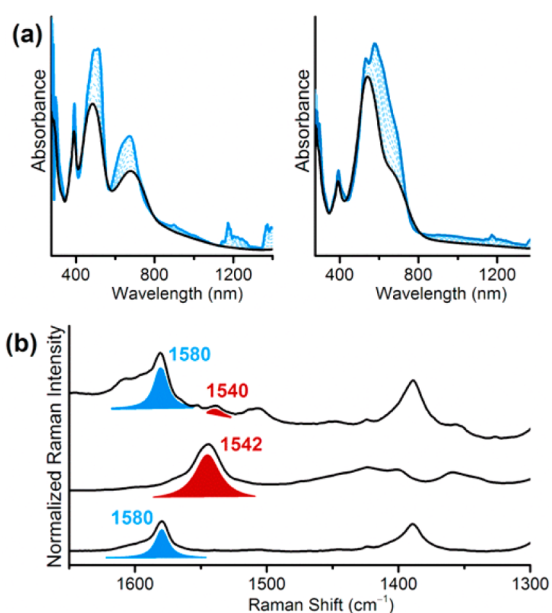 (a)
Absorbance
400 800 1200
Wavelength (nm)
Absorbance
400 800 1200
Wavelength (nm)
(b)
Normalized Raman Intensity
1580
1540
1542
1580
1600 1500 1400 1300
Raman Shift (cm⁻¹)